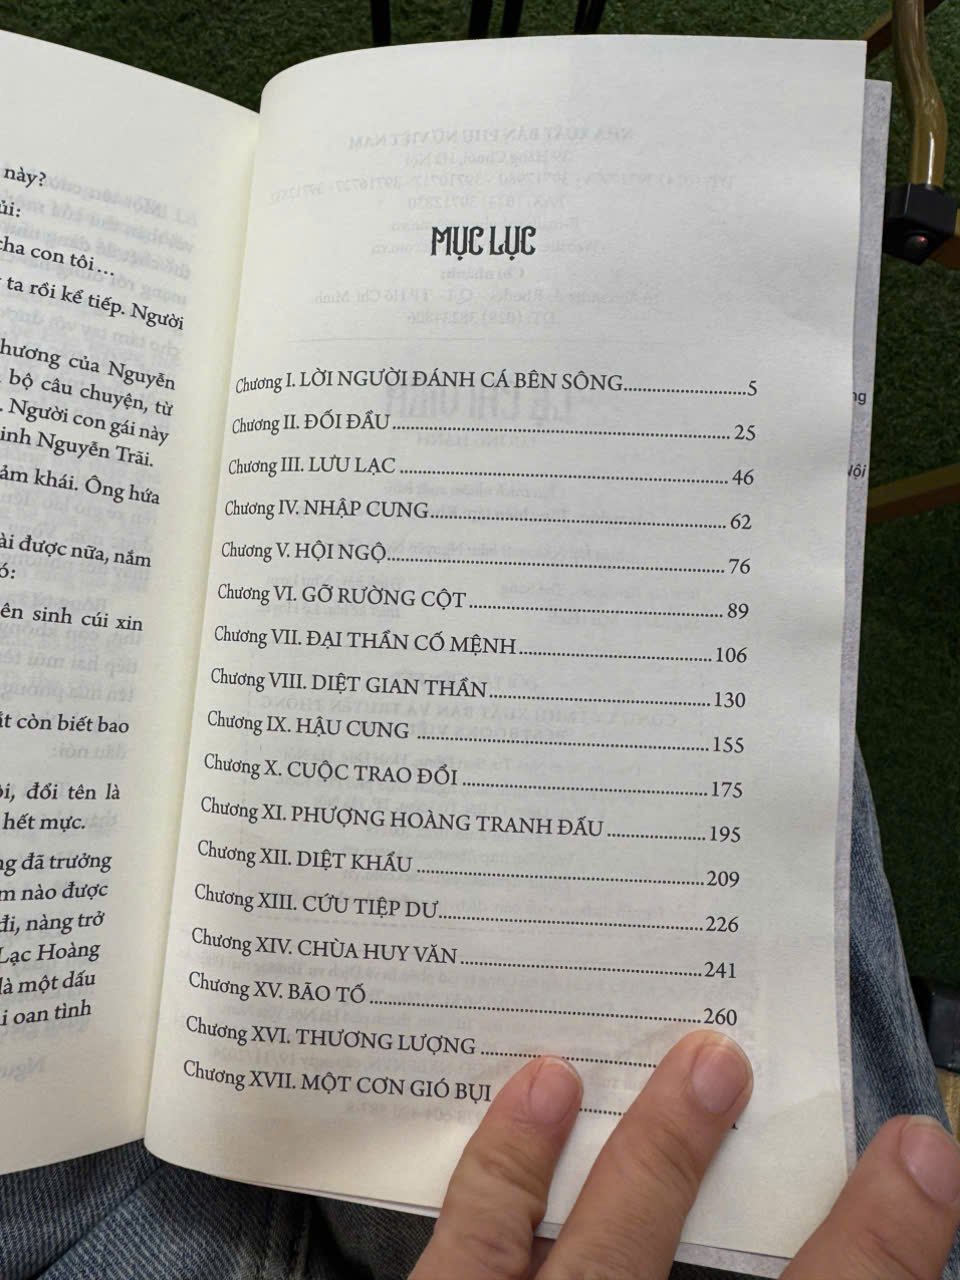 này?
ủi:
cha con tôi...
ta rồi kể tiếp. Người
hương của Nguyễn
bộ câu chuyện, từ
. Người con gái này
inh Nguyễn Trãi.
ảm khái. Ông hứa
ài được nữa, nắm
ó:
ên sinh cúi xin
ắt còn biết bao
ội, đổi tên là
hết mực.
ng đã trưởng
m nào được
đi, nàng trở
Lạc Hoàng
là một dấu
i oan tình
MỤC LỤC
Chương I. LỜI NGƯỜI ĐÁNH CÁ BÊN SÔNG..........5
Chương II. ĐỐI ĐẦU..........25
Chương III. LƯU LẠC..........46
Chương IV. NHẬP CUNG..........62
Chương V. HỘI NGỘ..........76
Chương VI. GỠ RƯỜNG CỘT..........89
Chương VII. ĐẠI THẦN CỐ MỆNH..........106
Chương VIII. DIỆT GIAN THẦN..........130
Chương IX. HẬU CUNG..........155
Chương X. CUỘC TRAO ĐỔI..........175
Chương XI. PHƯỢNG HOÀNG TRANH ĐẤU..........195
Chương XII. DIỆT KHẨU..........209
Chương XIII. CỨU TIỆP DƯ..........226
Chương XIV. CHÙA HUY VĂN..........241
Chương XV. BÃO TỐ..........260
Chương XVI. THƯƠNG LƯỢNG..........
Chương XVII. MỘT CƠN GIÓ BỤI..........
ng
Nội